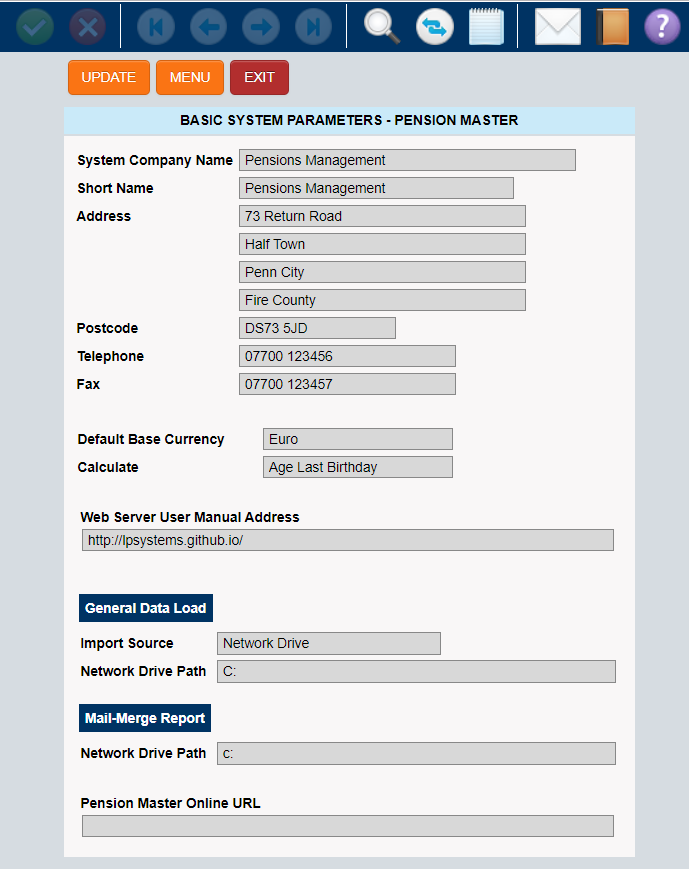 UPDATE MENU EXIT
BASIC SYSTEM PARAMETERS - PENSION MASTER
System Company Name Pensions Management
Short Name Pensions Management
Address 73 Return Road
Half Town
Penn City
Fire County
Postcode DS73 5JD
Telephone 07700 123456
Fax 07700 123457
Default Base Currency Euro
Calculate Age Last Birthday
Web Server User Manual Address
http://lpsystems.github.io/
General Data Load
Import Source Network Drive
Network Drive Path C:
Mail-Merge Report
Network Drive Path c:
Pension Master Online URL